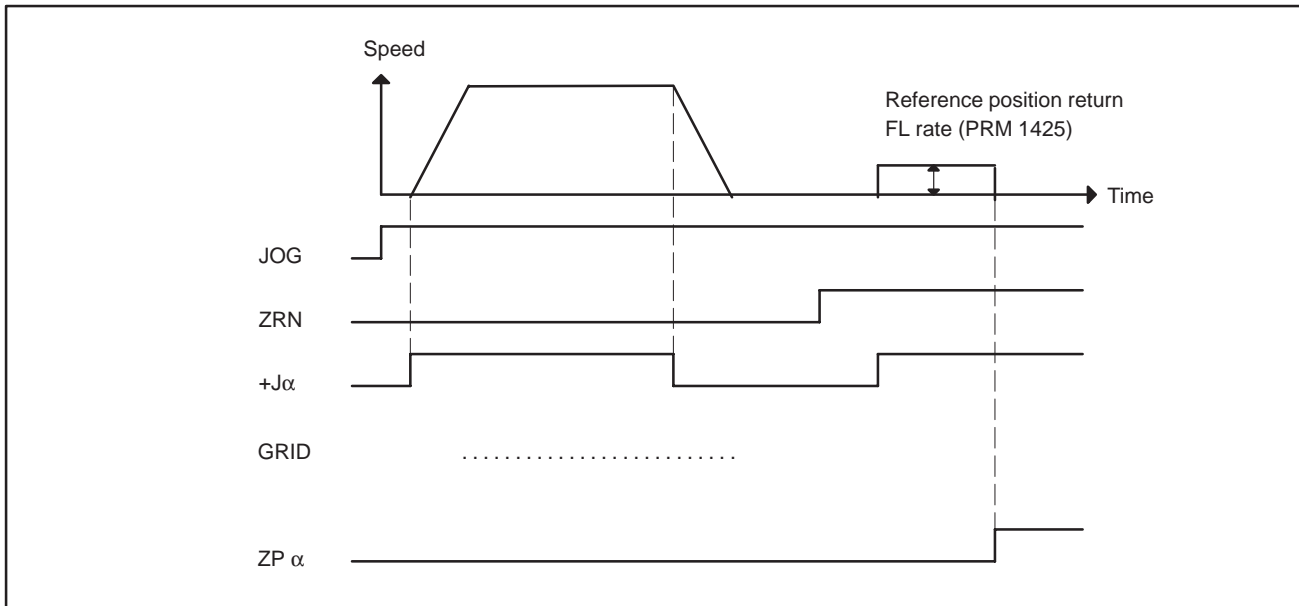 Speed
Reference position return
FL rate (PRM 1425)
Time
JOG
ZRN
+Jα
GRID
ZP α